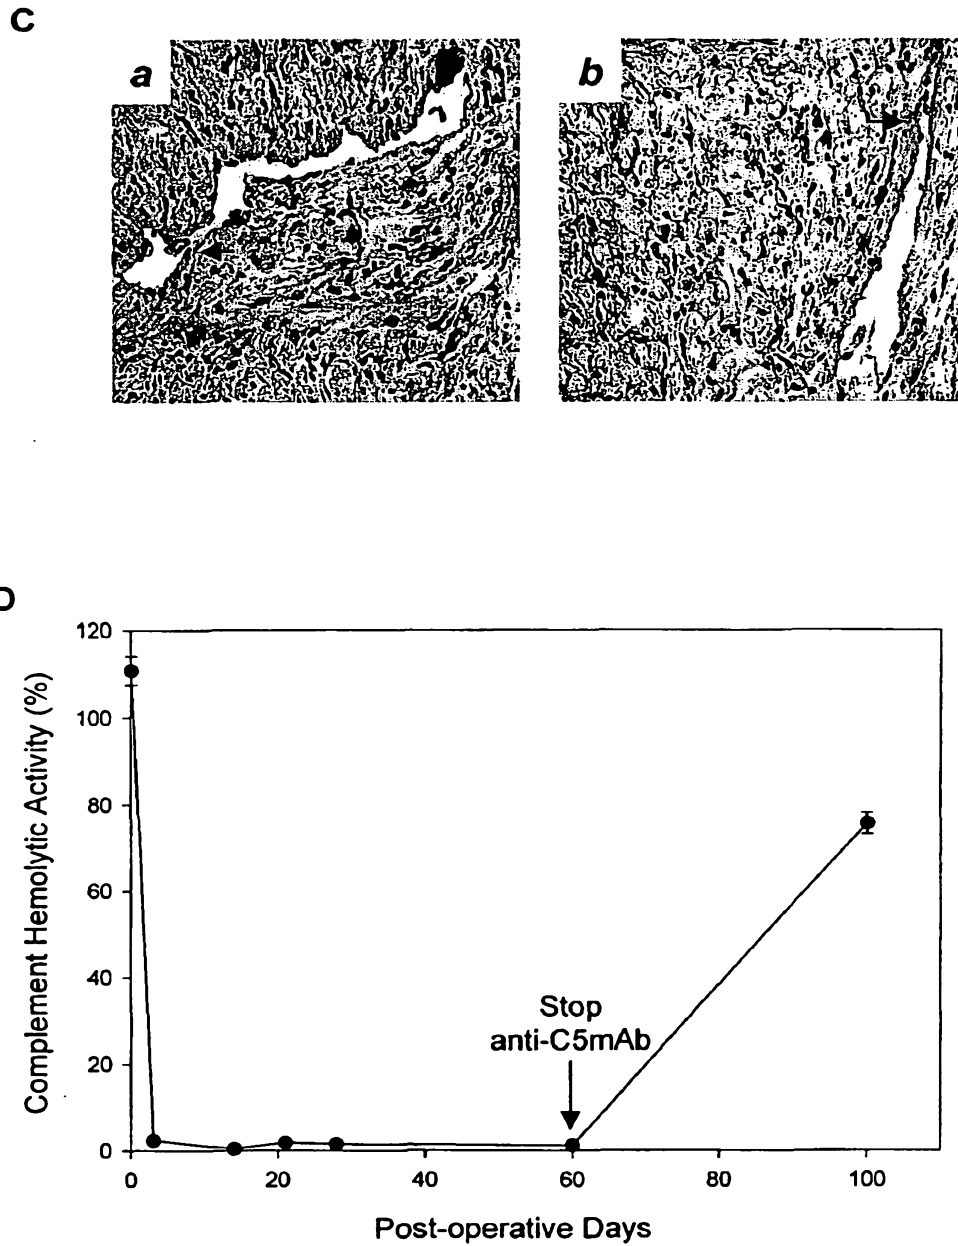 C
a
b
D
120
100
80
60
40
20
0
Complement Hemolytic Activity (%)
Stop
anti-C5mAb
0 20 40 60 80 100
Post-operative Days